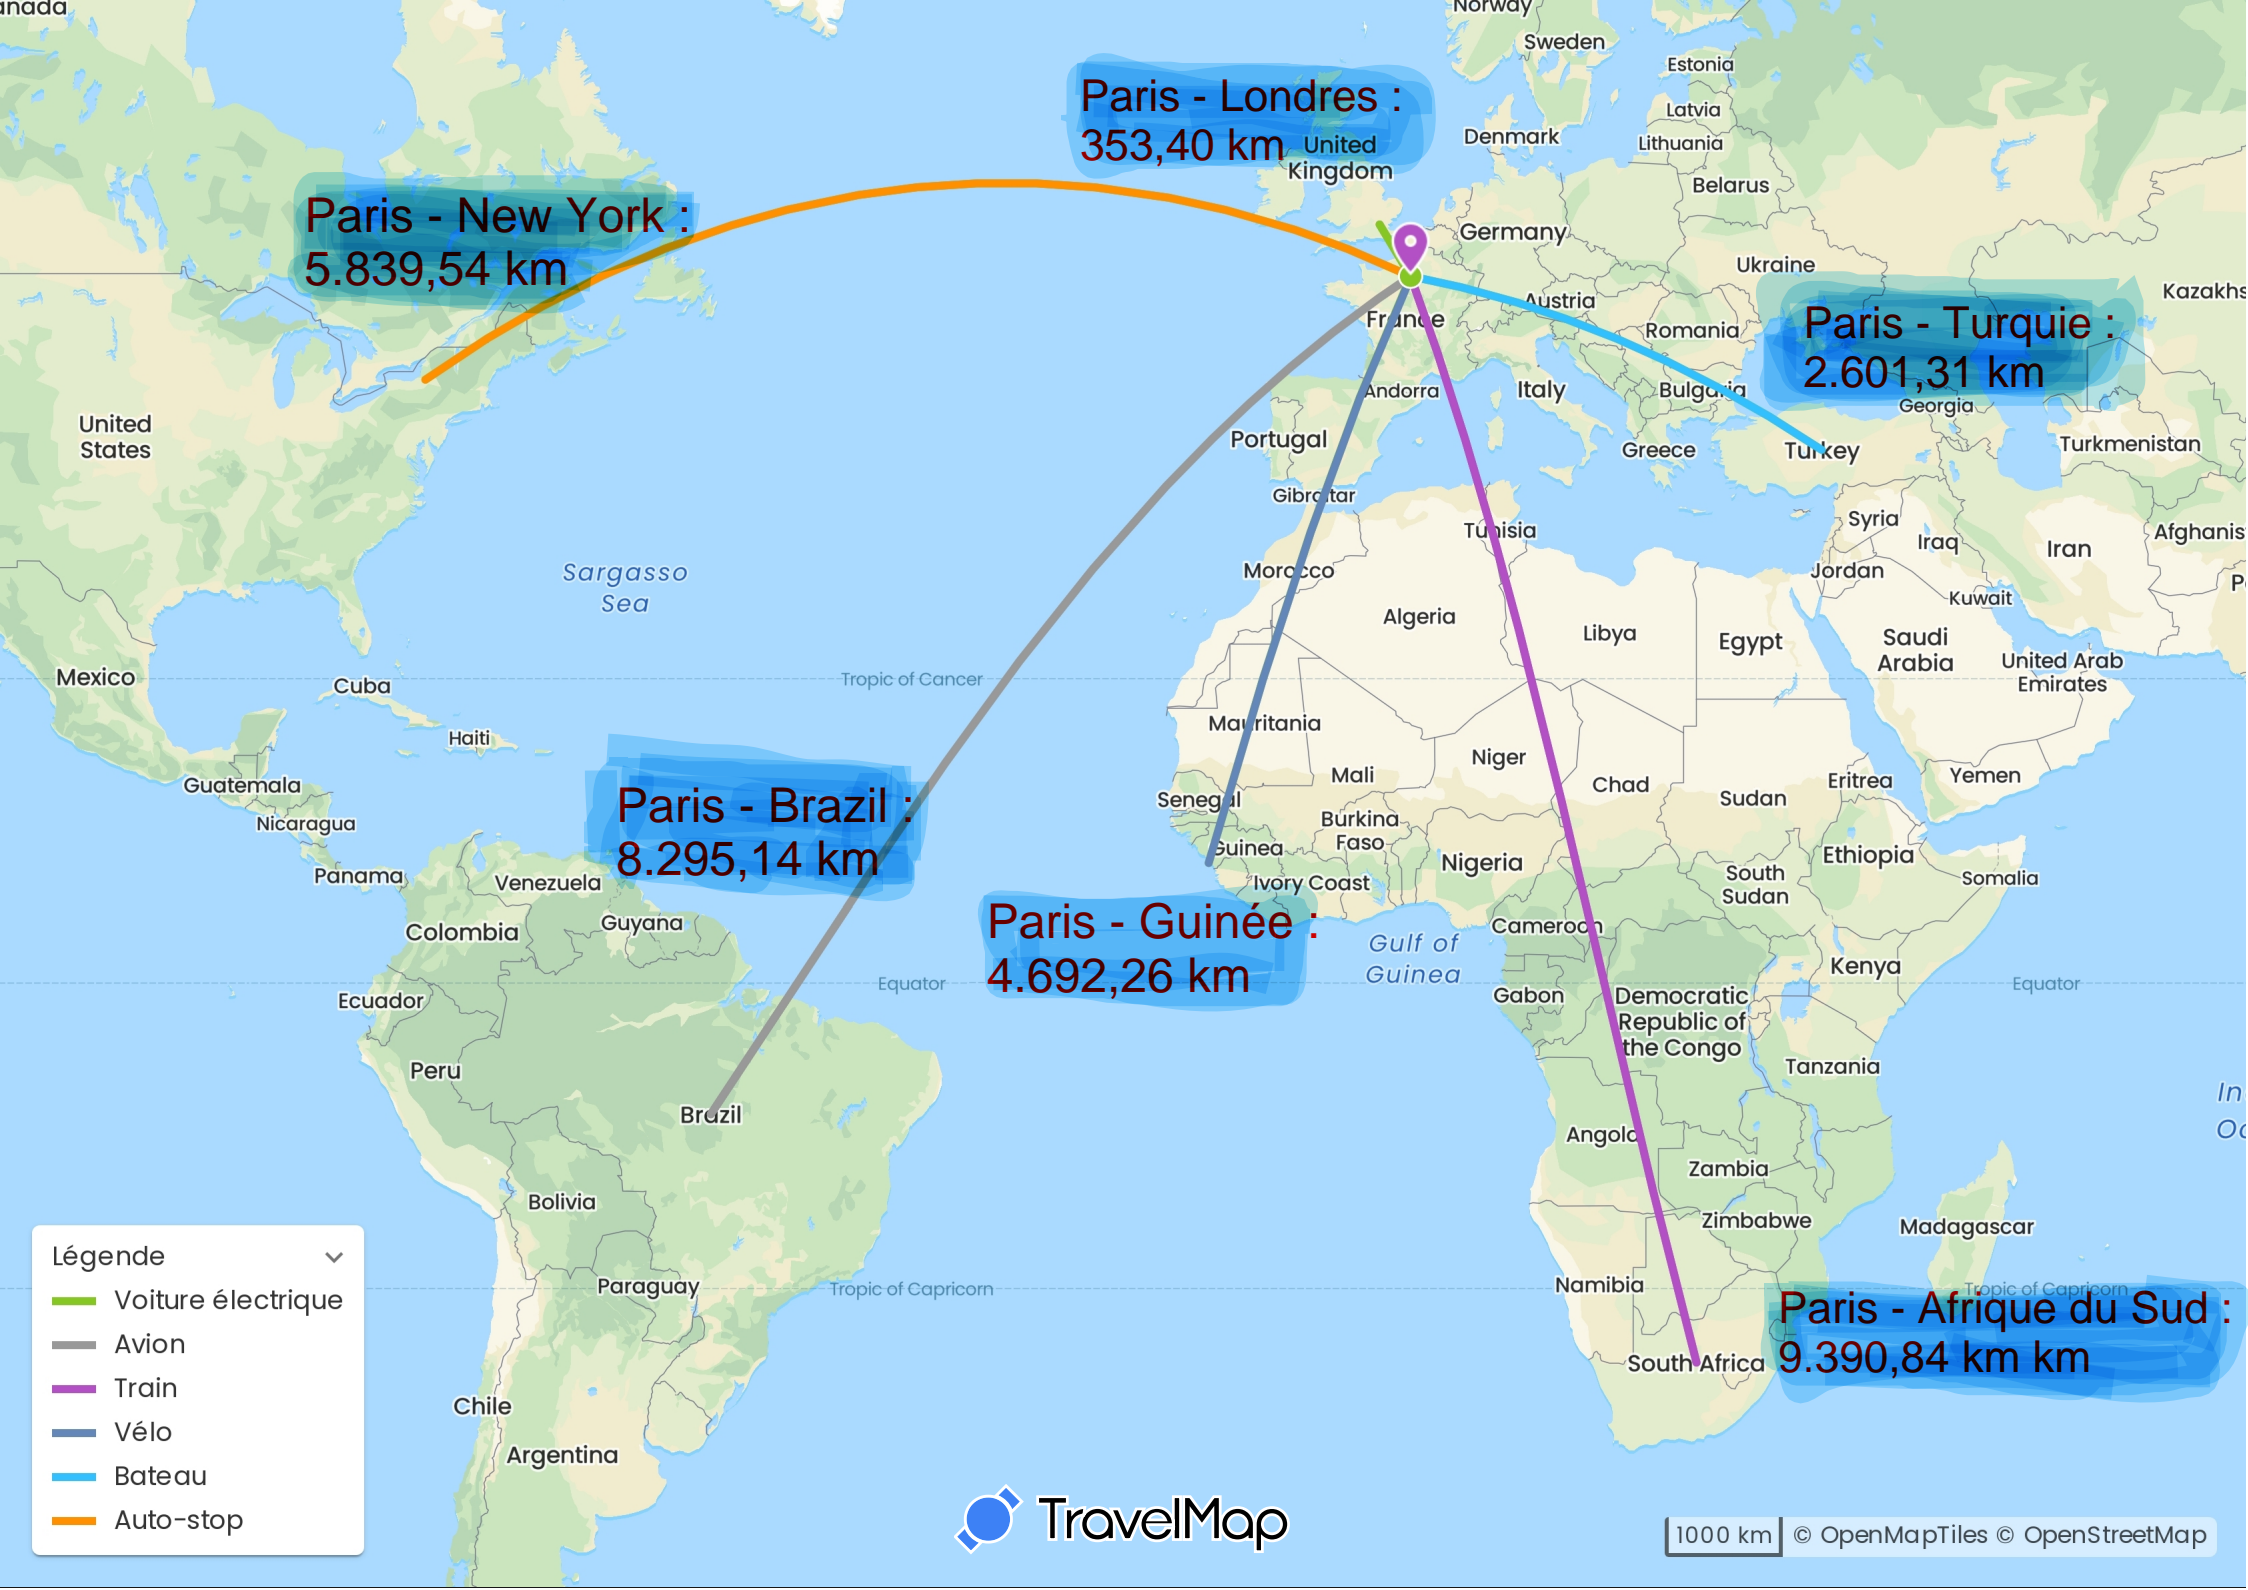 anada
Norway
Sweden
Estonia
Latvia
Lithuania
Denmark
Belarus
Paris - Londres :
353,40 km
United
Kingdom
Paris - New York :
5.839,54 km
Germany
Ukraine
Kazakhs
Austria
France
Romania
Paris - Turquie :
2.601,31 km
Andorra
Italy
Bulgaria
Georgia
United
States
Portugal
Greece
Turkey
Turkmenistan
Gibraltar
Tunisia
Syria
Iraq
Iran
Afghanis
Sargasso
Sea
Morocco
Jordan
Kuwait
P
Algeria
Libya
Egypt
Saudi
Arabia
United Arab
Emirates
Mexico
Cuba
Tropic of Cancer
Haiti
Mauritania
Mali
Niger
Chad
Sudan
Eritrea
Yemen
Guatemala
Nicaragua
Panama
Paris - Brazil :
8.295,14 km
Senegal
Burkina
Faso
Guinea
Ivory Coast
Nigeria
Ethiopia
South
Sudan
Somalia
Venezuela
Guyana
Colombia
Paris - Guinée :
4.692,26 km
Gulf of
Guinea
Cameroon
Kenya
Ecuador
Equator
Equator
Gabon
Democratic
Republic of
the Congo
Peru
Tanzania
In
Oc
Brazil
Angola
Zambia
Bolivia
Zimbabwe
Madagascar
Paraguay
Tropic of Capricorn
Namibia
Tropic of Capricorn
Paris - Afrique du Sud :
9.390,84 km km
South Africa
Chile
Argentina
Légende
Voiture électrique
Avion
Train
Vélo
Bateau
Auto-stop
TravelMap
1000 km
© OpenMapTiles © OpenStreetMap